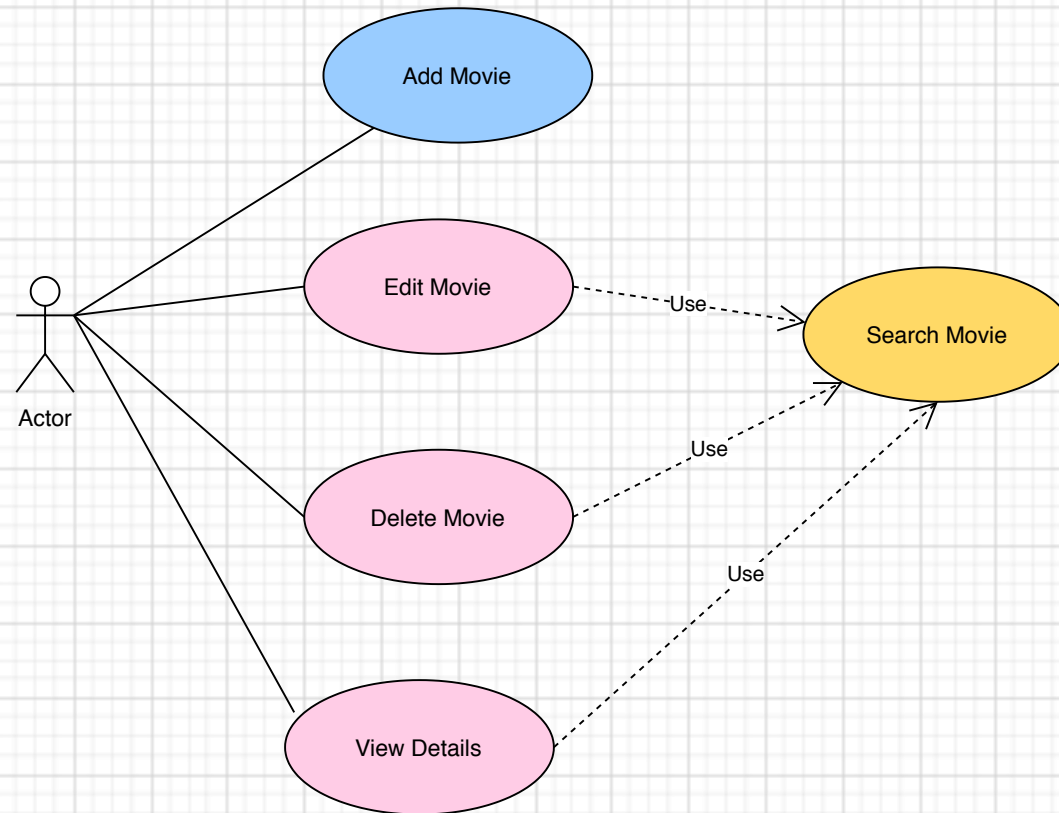 Add Movie
Edit Movie
Use
Search Movie
Actor
Use
Delete Movie
Use
View Details